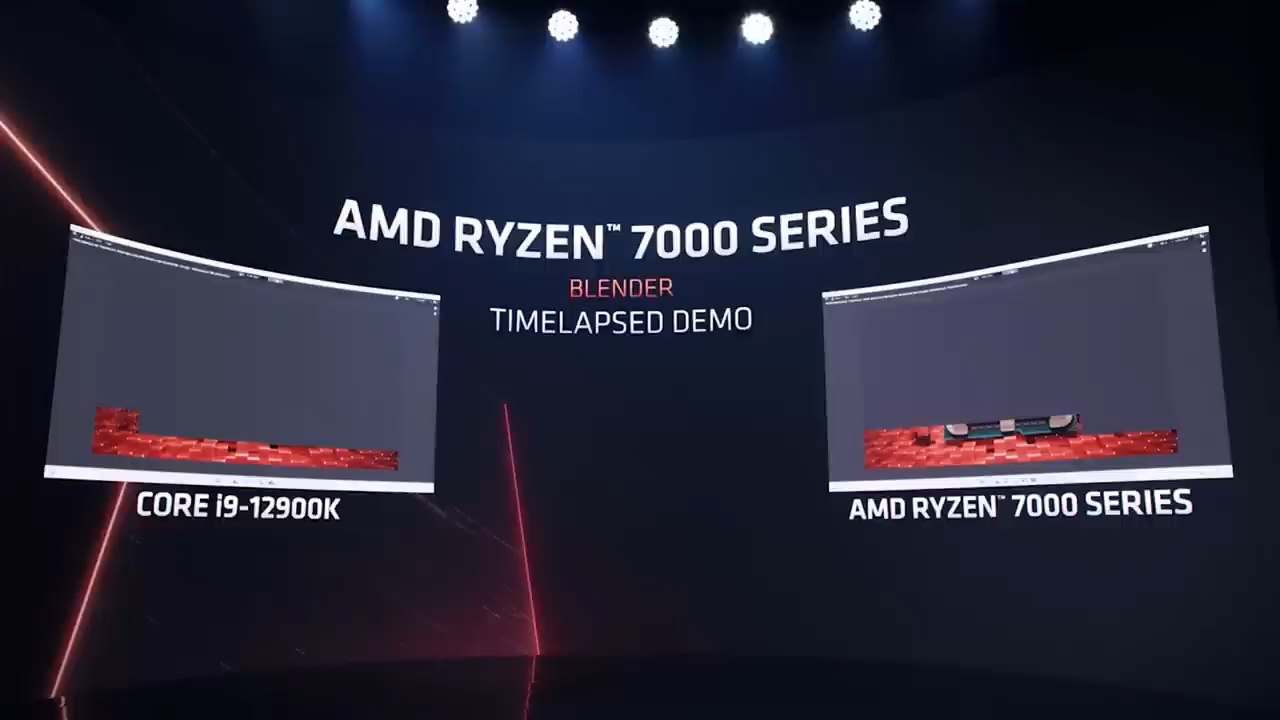 AMD RYZEN™ 7000 SERIES
BLENDER
TIMELAPSED DEMO
CORE i9-12900K
AMD RYZEN™ 7000 SERIES